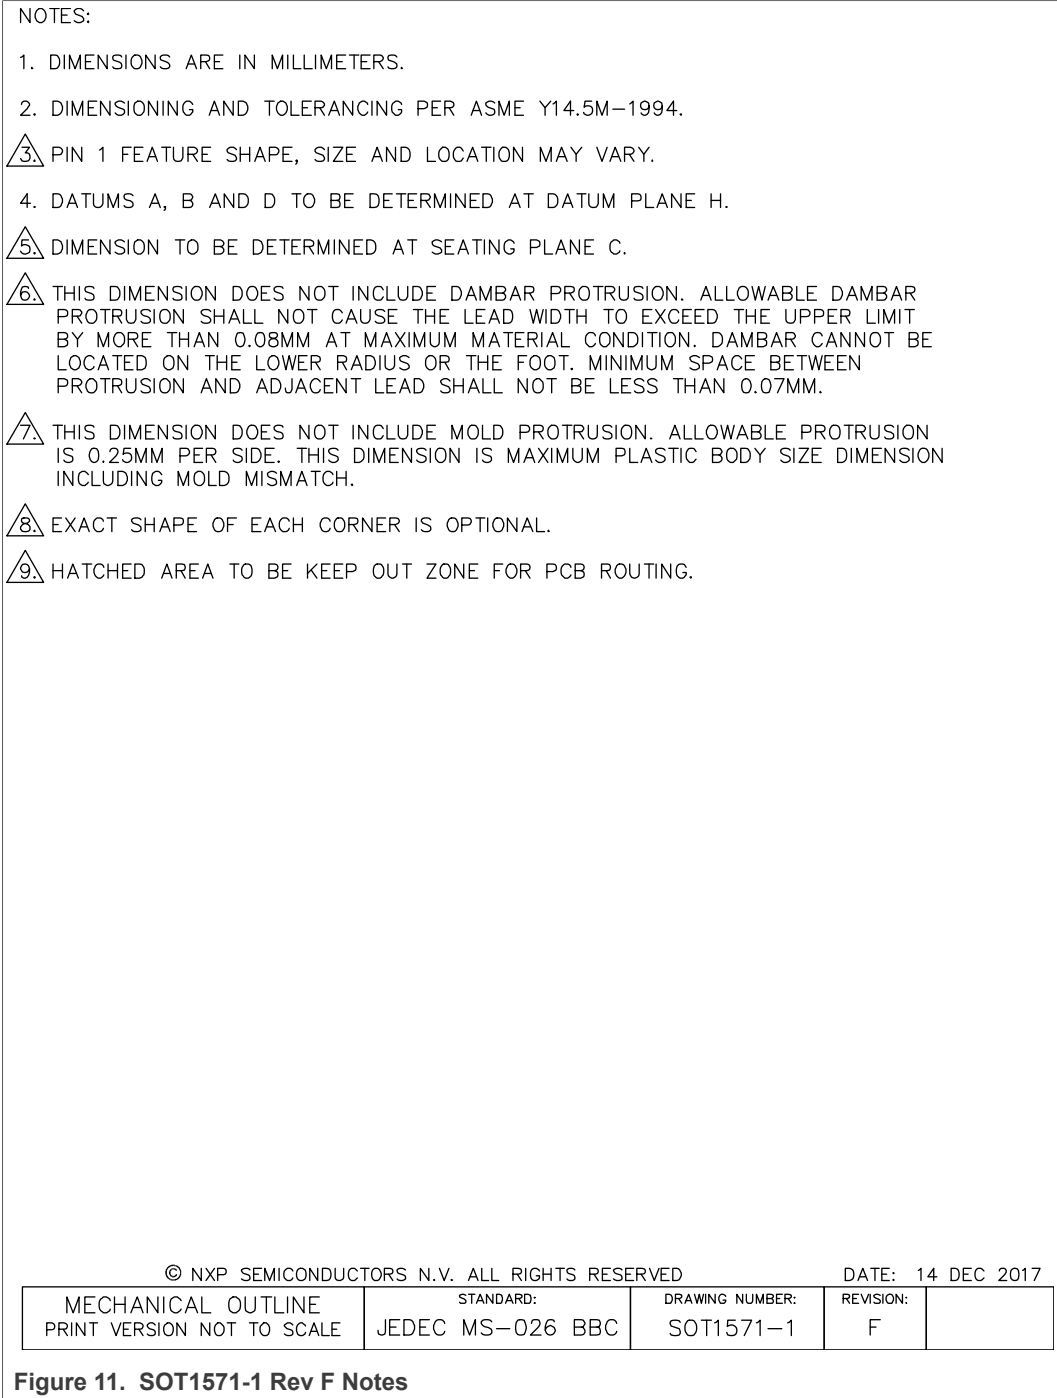 NOTES:
1. DIMENSIONS ARE IN MILLIMETERS.
2. DIMENSIONING AND TOLERANCING PER ASME Y14.5M-1994.
3. PIN 1 FEATURE SHAPE, SIZE AND LOCATION MAY VARY.
4. DATUMS A, B AND D TO BE DETERMINED AT DATUM PLANE H.
5. DIMENSION TO BE DETERMINED AT SEATING PLANE C.
6. THIS DIMENSION DOES NOT INCLUDE DAMBAR PROTRUSION. ALLOWABLE DAMBAR
PROTRUSION SHALL NOT CAUSE THE LEAD WIDTH TO EXCEED THE UPPER LIMIT
BY MORE THAN 0.08MM AT MAXIMUM MATERIAL CONDITION. DAMBAR CANNOT BE
LOCATED ON THE LOWER RADIUS OR THE FOOT. MINIMUM SPACE BETWEEN
PROTRUSION AND ADJACENT LEAD SHALL NOT BE LESS THAN 0.07MM.
7. THIS DIMENSION DOES NOT INCLUDE MOLD PROTRUSION. ALLOWABLE PROTRUSION
IS 0.25MM PER SIDE. THIS DIMENSION IS MAXIMUM PLASTIC BODY SIZE DIMENSION
INCLUDING MOLD MISMATCH.
8. EXACT SHAPE OF EACH CORNER IS OPTIONAL.
9. HATCHED AREA TO BE KEEP OUT ZONE FOR PCB ROUTING.
© NXP SEMICONDUCTORS N.V. ALL RIGHTS RESERVED
DATE: 14 DEC 2017
MECHANICAL OUTLINE
PRINT VERSION NOT TO SCALE
STANDARD:
JEDEC MS-026 BBC
DRAWING NUMBER:
SOT1571-1
REVISION:
F
Figure 11. SOT1571-1 Rev F Notes